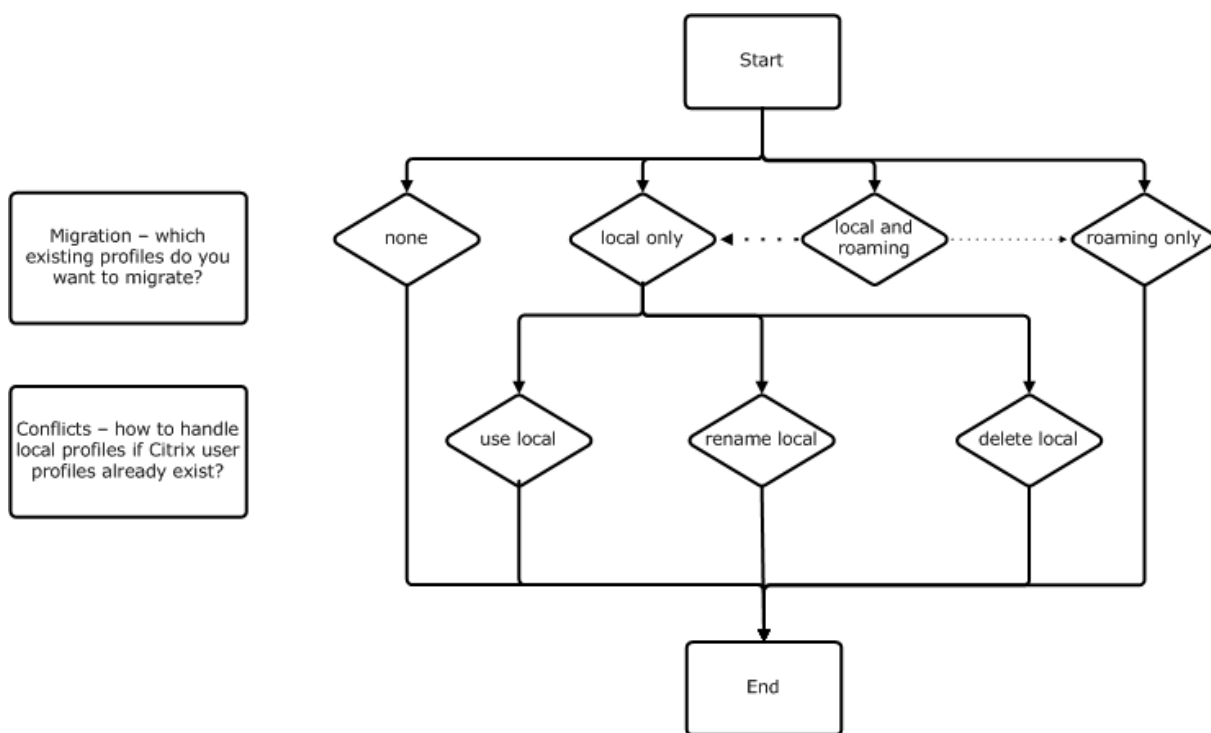 Start
Migration – which
existing profiles do you
want to migrate?
none
local only
local and
roaming
roaming only
Conflicts – how to handle
local profiles if Citrix user
profiles already exist?
use local
rename local
delete local
End